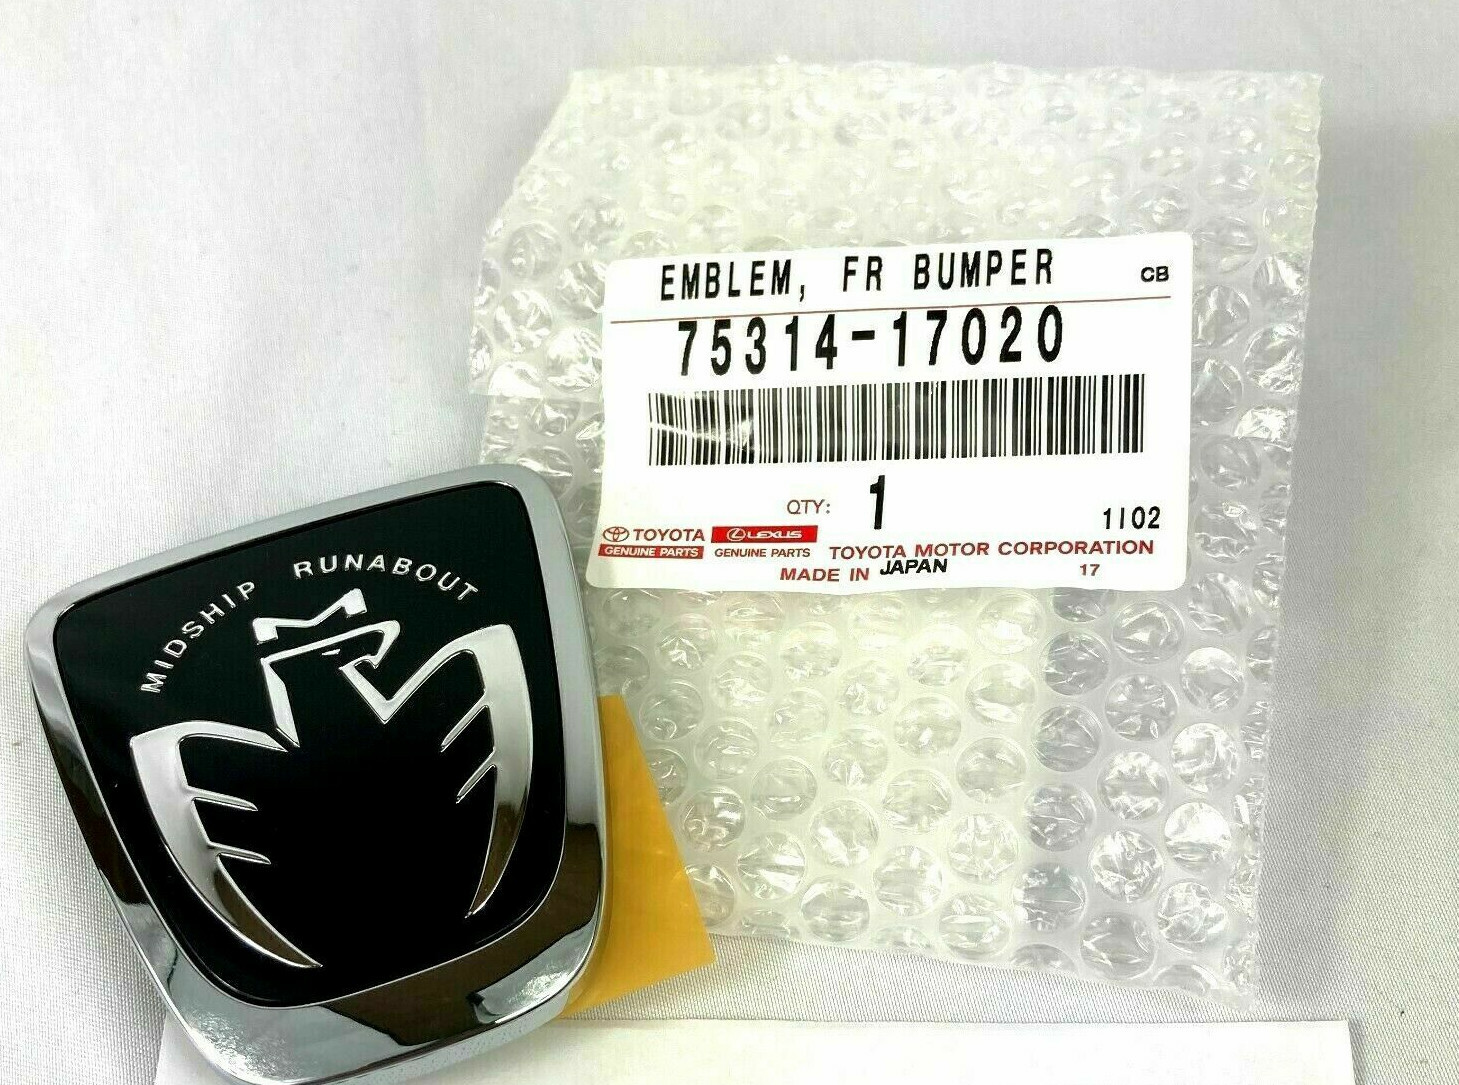 EMBLEM, FR BUMPER CB
75314-17020
QTY: 1
1I02
TOYOTA LEXUS
GENUINE PARTS GENUINE PARTS TOYOTA MOTOR CORPORATION
MADE IN JAPAN 17
MIDSHIP RUNABOUT